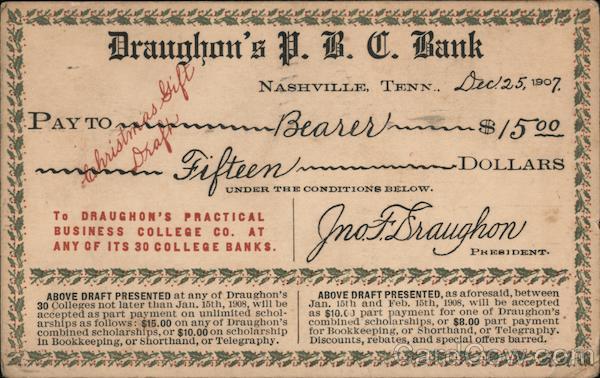 Draughon's P. B. C. Bank
NASHVILLE, TENN., Dec 25, 1907.
Christmas Gift
Draft
PAY TO Bearer $15.00
Fifteen DOLLARS
UNDER THE CONDITIONS BELOW.
TO DRAUGHON'S PRACTICAL
BUSINESS COLLEGE CO. AT
ANY OF ITS 30 COLLEGE BANKS.
Jno. F. Draughon
PRESIDENT.
ABOVE DRAFT PRESENTED at any of Draughon's
30 Colleges not later than Jan. 15th, 1908, will be
accepted as part payment on unlimited schol-
arships as follows: $15.00 on any of Draughon's
combined scholarships, or $10.00 on scholarship
in Bookkeeping, or Shorthand, or Telegraphy.
ABOVE DRAFT PRESENTED, as aforesaid, between
Jan. 15th and Feb. 15th, 1908, will be accepted
as $10.00 part payment for one of Draughon's
combined scholarships, or $8.00 part payment
for Bookkeeping, or Shorthand, or Telegraphy.
Discounts, rebates, and special offers barred.
CardCow.com